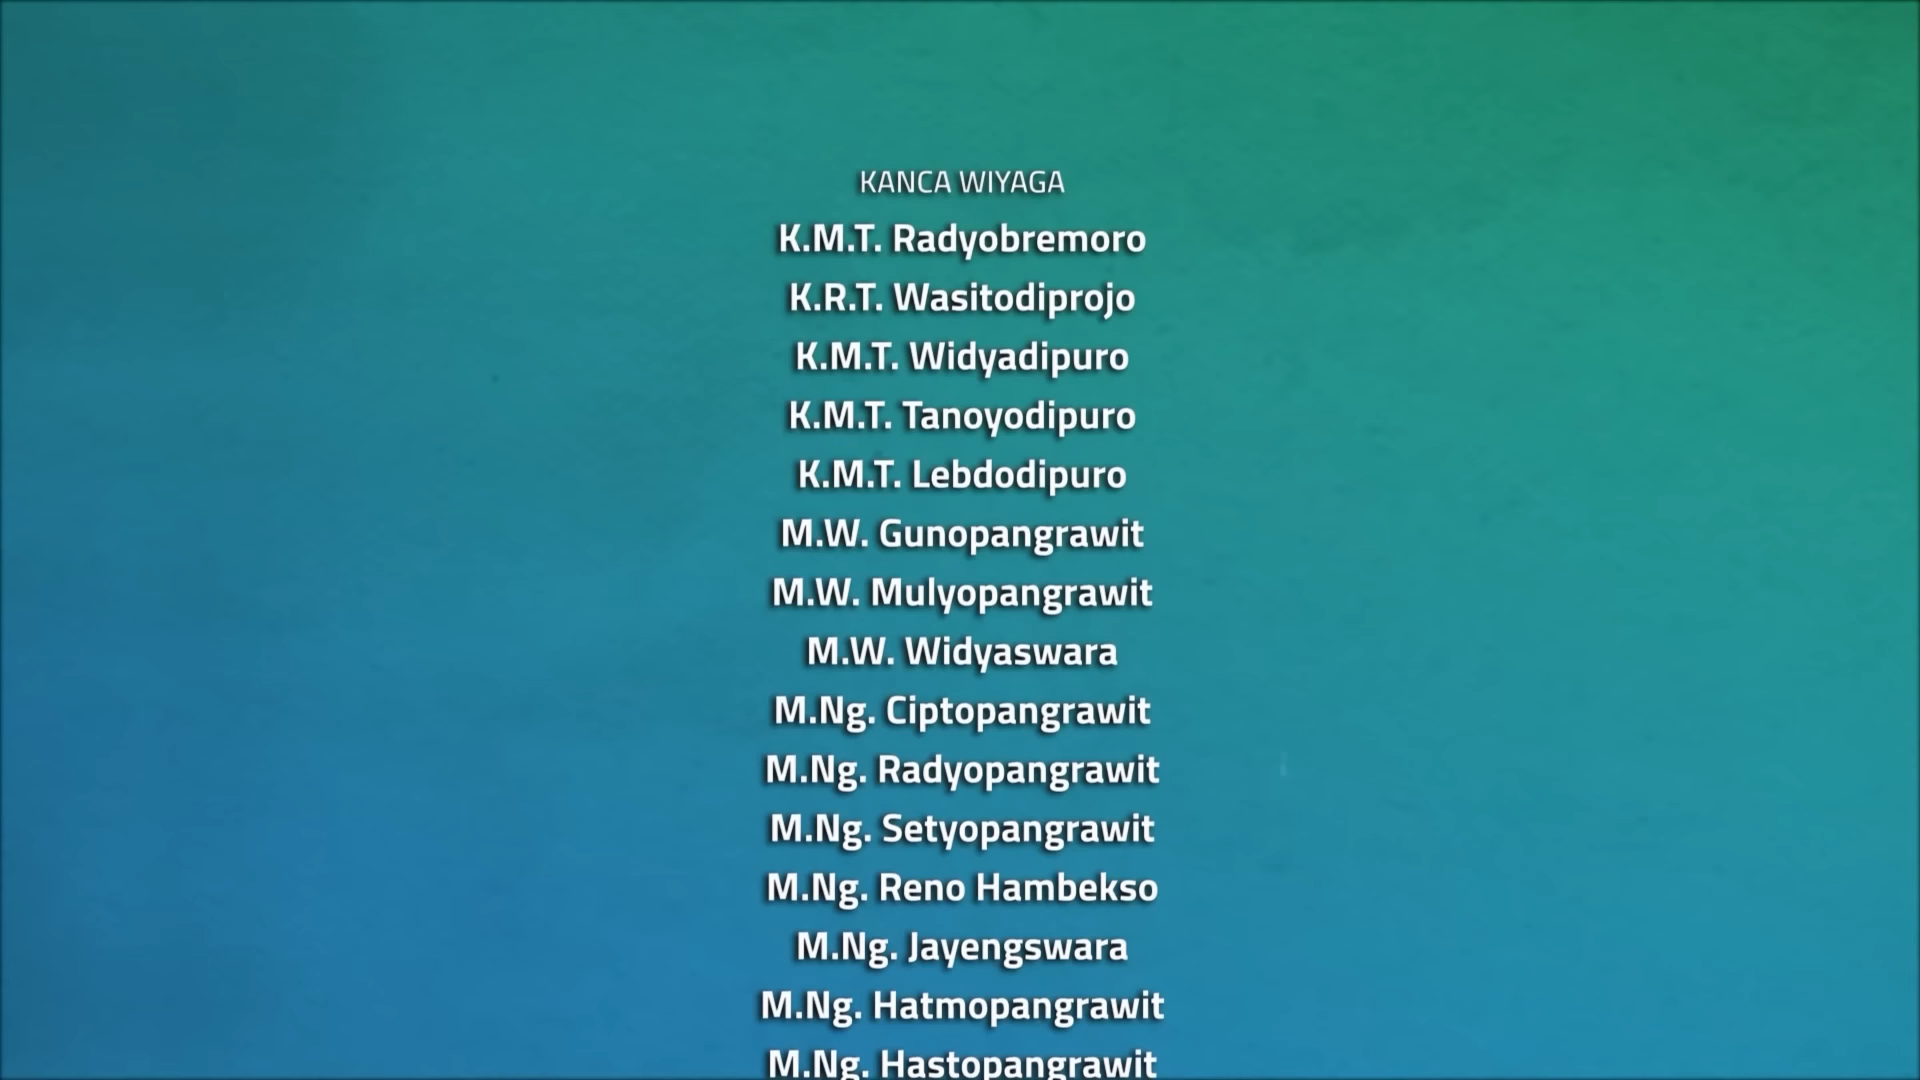 KANCA WIYAGA
K.M.T. Radyobremoro
K.R.T. Wasitodiprojo
K.M.T. Widyadipuro
K.M.T. Tanoyodipuro
K.M.T. Lebdodipuro
M.W. Gunopangrawit
M.W. Mulyopangrawit
M.W. Widyaswara
M.Ng. Ciptopangrawit
M.Ng. Radyopangrawit
M.Ng. Setyopangrawit
M.Ng. Reno Hambekso
M.Ng. Jayengswara
M.Ng. Hatmopangrawit
M.Ng. Hastopangrawit